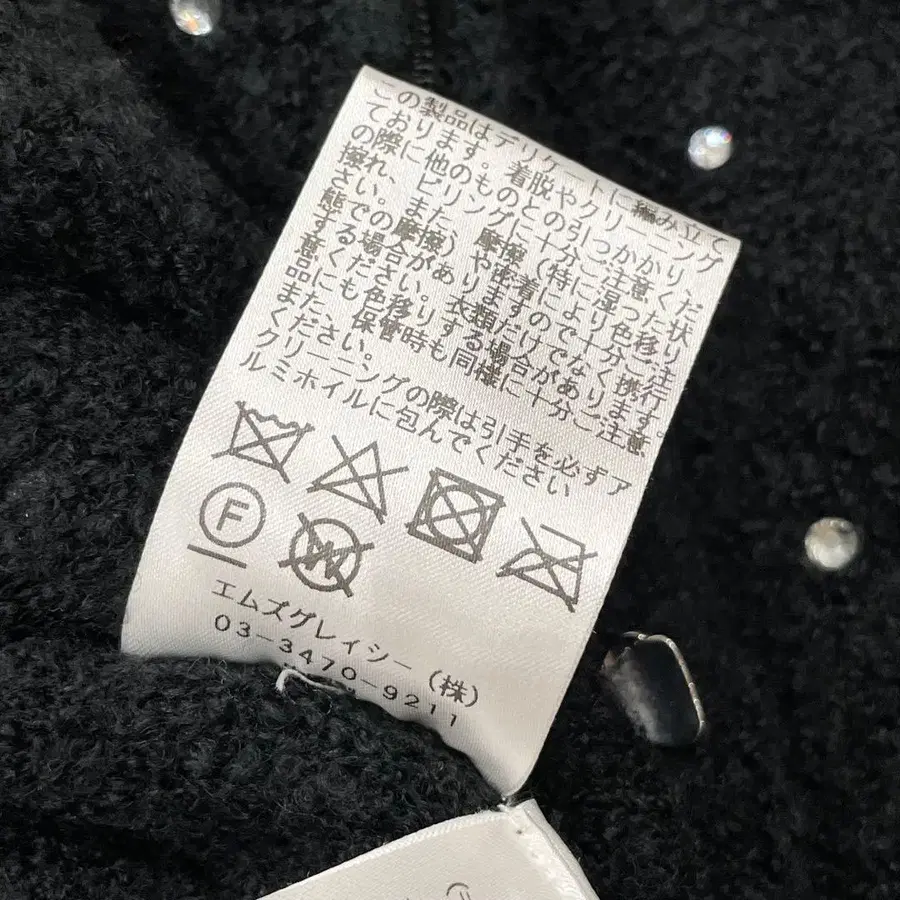 この製品はデリケートに編み立て
ております。着脱やクリーニング
の際に他のものとの引っかかり、
擦れ、ピリングに十分ご注意くだ
さい。また、摩擦（特に湿った状
態での摩擦）や密着により色移り
する場合がありますので十分ご注
意ください。衣類だけでなく携行
品にも色移りする場合があります。
また、保管時も同様に十分ご注意
ください。
クリーニングの際は引手を必ずア
ルミホイルに包んでください
F W
エムズグレイシー（株）
03-3470-9211